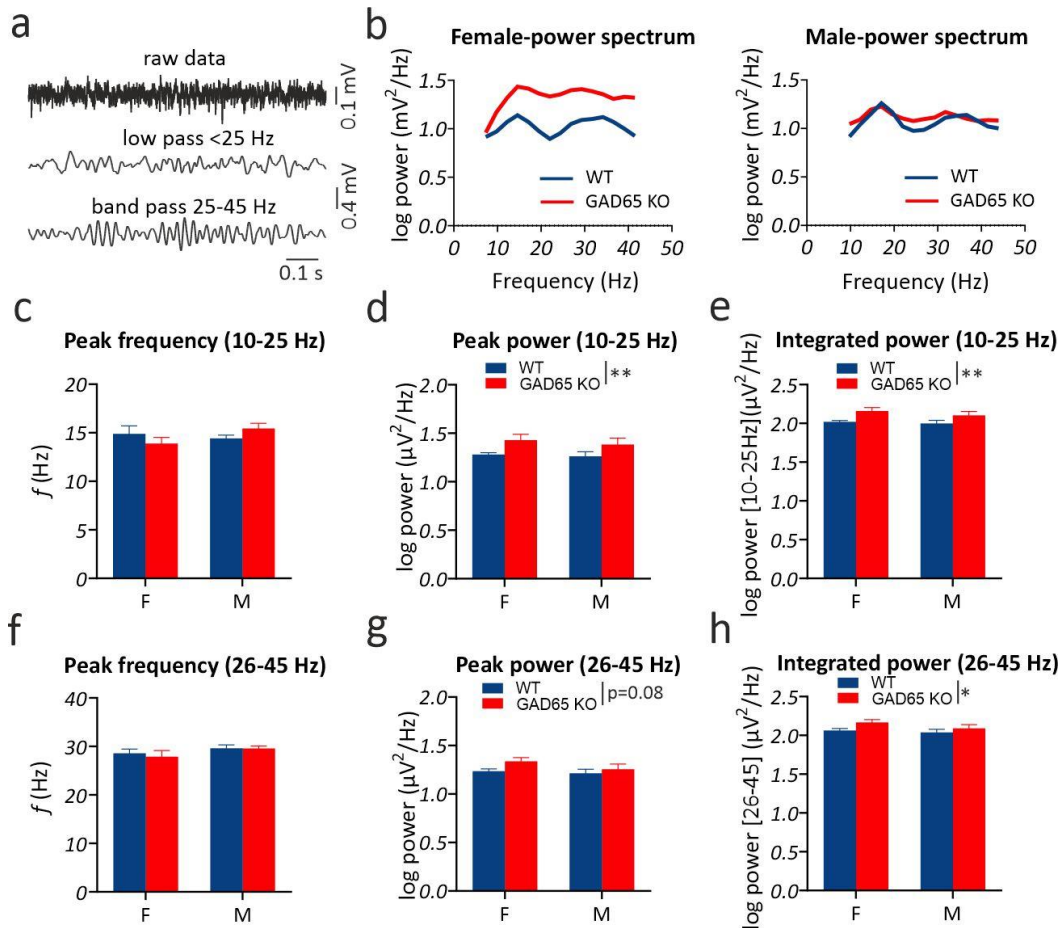 a
raw data
0.1 mV
low pass <25 Hz
band pass 25-45 Hz
0.4 mV
0.1 s
b
Female-power spectrum
log power (mV²/Hz)
1.5
1.0
0.5
0.0
WT
GAD65 KO
0 10 20 30 40 50
Frequency (Hz)
Male-power spectrum
log power (mV²/Hz)
1.5
1.0
0.5
0.0
WT
GAD65 KO
0 10 20 30 40 50
Frequency (Hz)
c
Peak frequency (10-25 Hz)
f (Hz)
20
15
10
5
0
F M
d
Peak power (10-25 Hz)
WT
GAD65 KO
**
log power (µV²/Hz)
2.0
1.5
1.0
0.5
0.0
F M
e
Integrated power (10-25 Hz)
WT
GAD65 KO
**
log power [10-25Hz](µV²/Hz)
2.5
2.0
1.5
1.0
0.5
0.0
F M
f
Peak frequency (26-45 Hz)
f (Hz)
40
30
20
10
0
F M
g
Peak power (26-45 Hz)
WT
GAD65 KO
p=0.08
log power (µV²/Hz)
2.0
1.5
1.0
0.5
0.0
F M
h
Integrated power (26-45 Hz)
WT
GAD65 KO
*
log power [26-45] (µV²/Hz)
2.5
2.0
1.5
1.0
0.5
0.0
F M